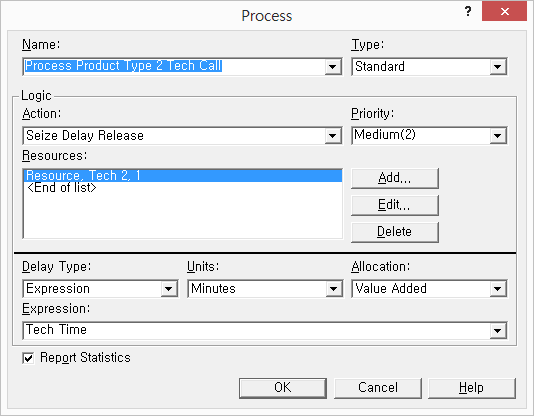 Process
?
Name: Type:
Process Product Type 2 Tech Call Standard
Logic
Action: Priority:
Seize Delay Release Medium(2)
Resources:
Resource, Tech 2, 1 Add...
<End of list>
Edit...
Delete
Delay Type: Units: Allocation:
Expression Minutes Value Added
Expression:
Tech Time
Report Statistics
OK Cancel Help